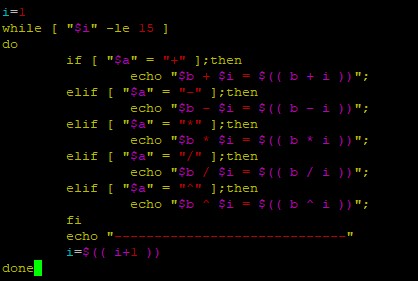 i=1
while [ "$i" -le 15 ]
do
        if [ "$a" = "+" ];then
                echo "$b + $i = $(( b + i ))";
        elif [ "$a" = "-" ];then
                echo "$b - $i = $(( b - i ))";
        elif [ "$a" = "*" ];then
                echo "$b * $i = $(( b * i ))";
        elif [ "$a" = "/" ];then
                echo "$b / $i = $(( b / i ))";
        elif [ "$a" = "^" ];then
                echo "$b ^ $i = $(( b ^ i ))";
        fi
        echo "-----------------------------"
        i=$(( i+1 ))
done